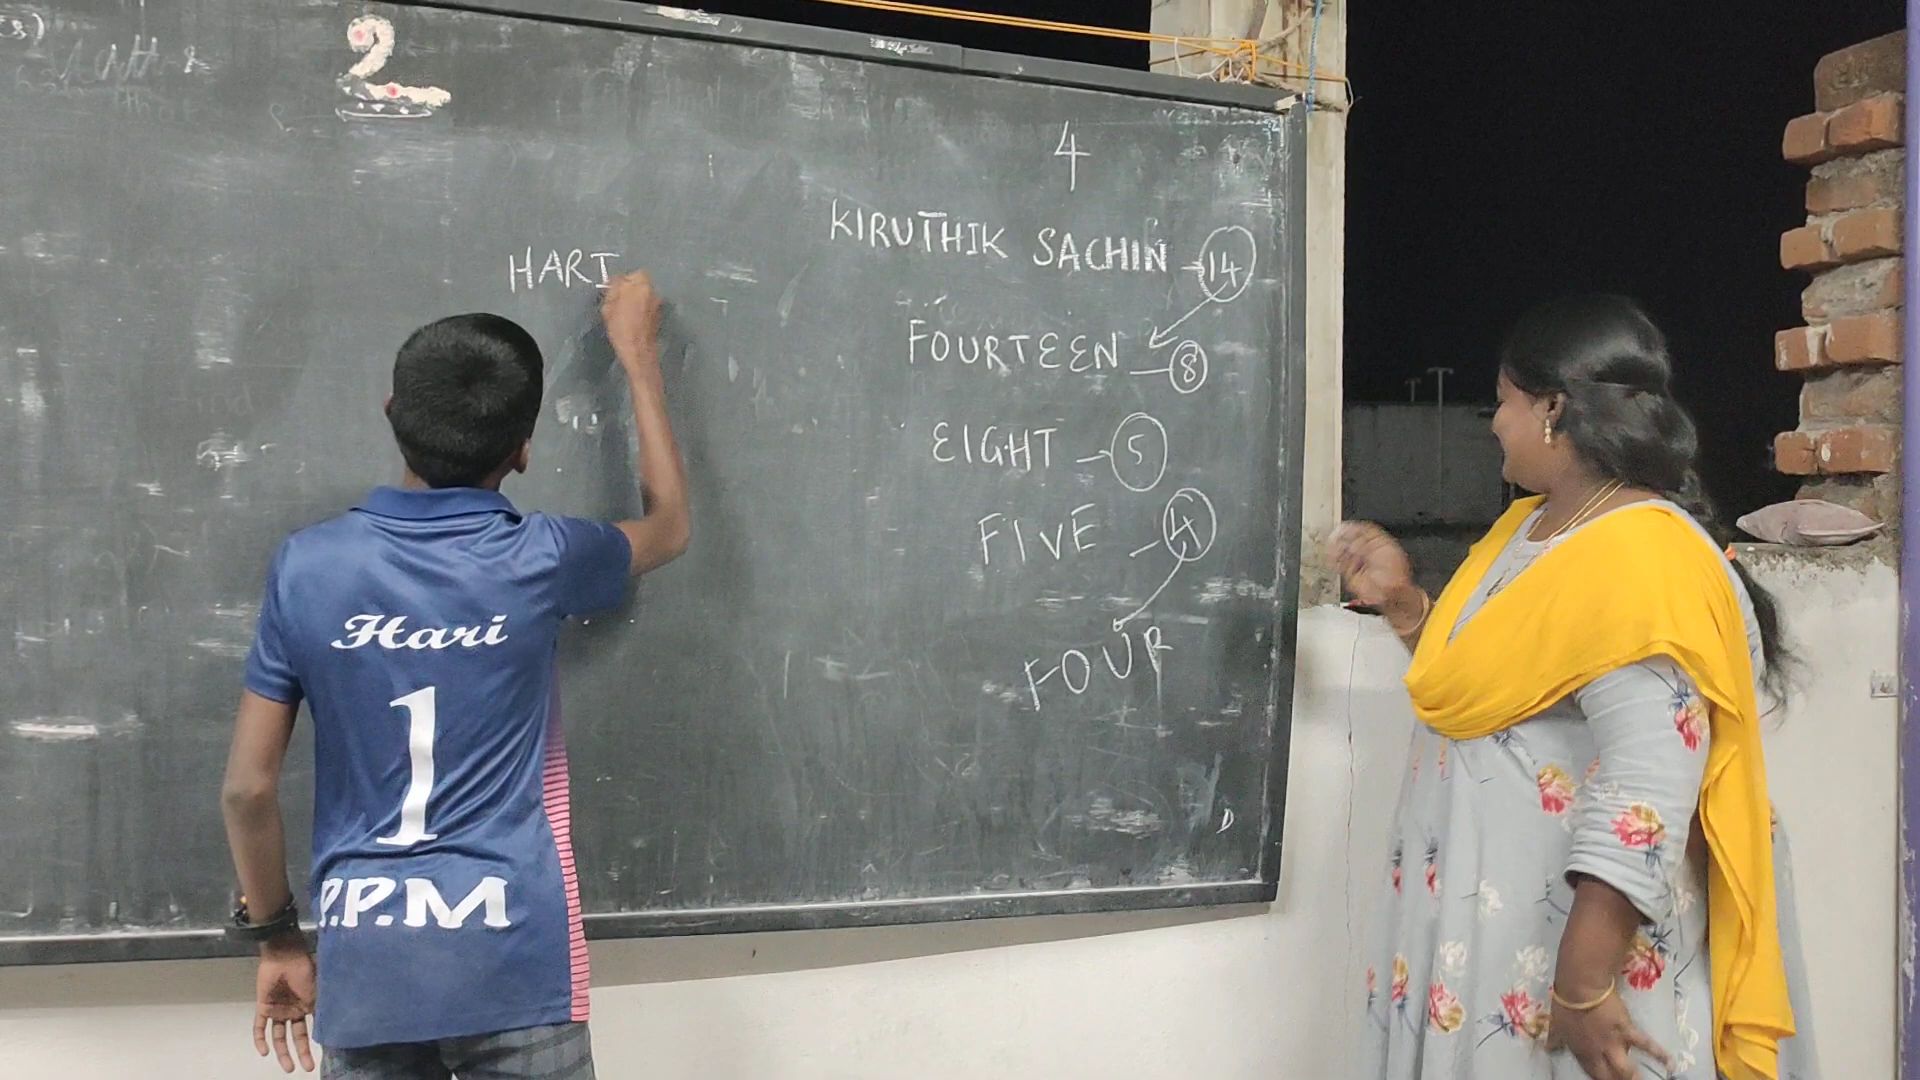 2
4
KIRUTHIK SACHIN - 14
FOURTEEN - 8
EIGHT - 5
FIVE - 4
FOUR
HARI
D
Hari
1
P.P.M